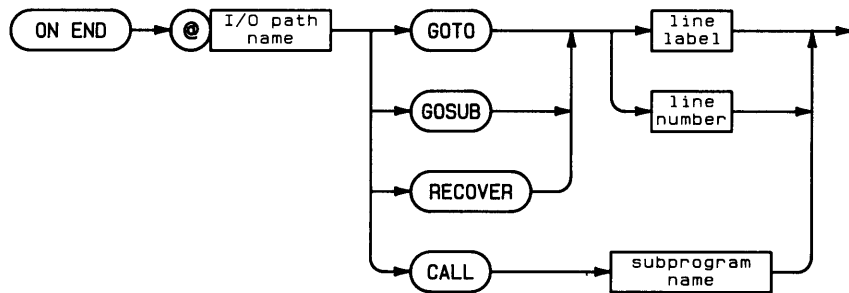 ON END
@
I/O path
name
GOTO
line
label
GOSUB
line
number
RECOVER
CALL
subprogram
name